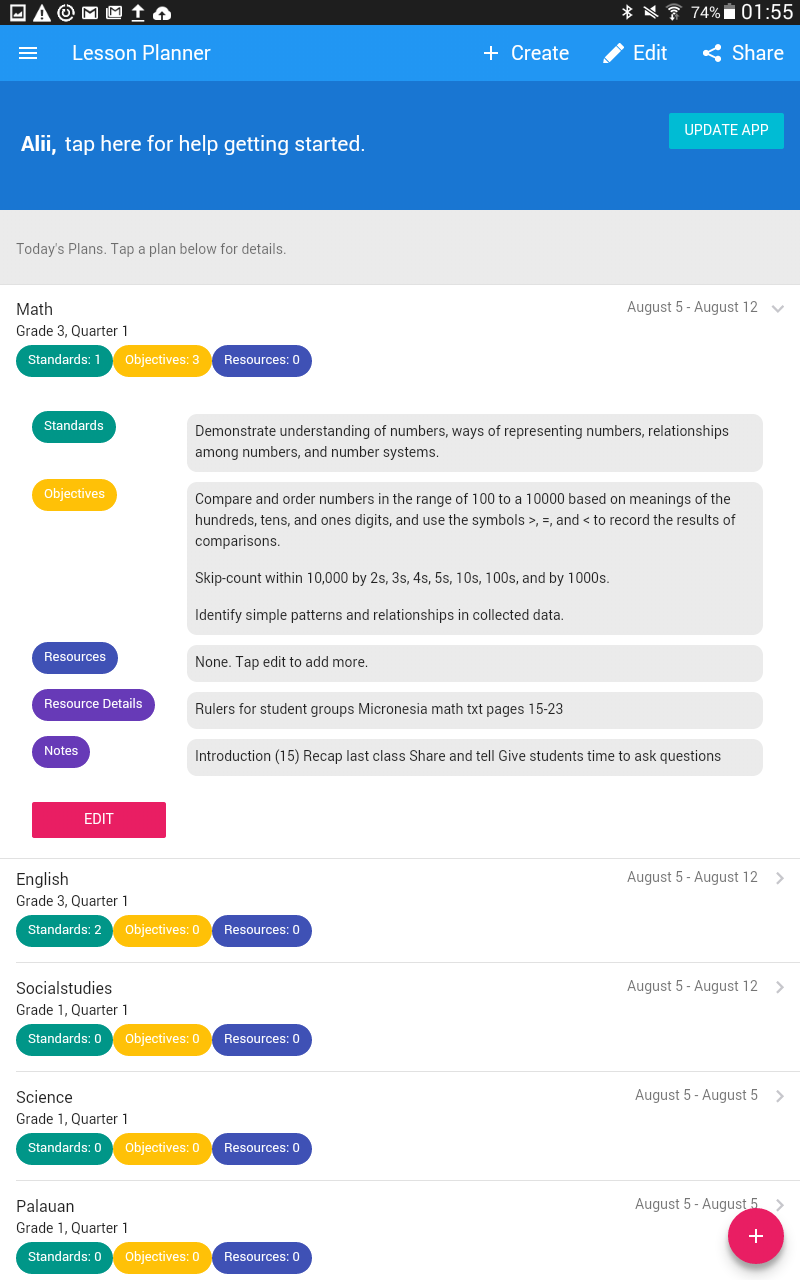 74% 01:55
Lesson Planner
Create
Edit
Share
Alii, tap here for help getting started.
UPDATE APP
Today's Plans. Tap a plan below for details.
Math
August 5 - August 12
Grade 3, Quarter 1
Standards: 1
Objectives: 3
Resources: 0
Standards
Demonstrate understanding of numbers, ways of representing numbers, relationships
among numbers, and number systems.
Objectives
Compare and order numbers in the range of 100 to a 10000 based on meanings of the
hundreds, tens, and ones digits, and use the symbols >, =, and < to record the results of
comparisons.
Skip-count within 10,000 by 2s, 3s, 4s, 5s, 10s, 100s, and by 1000s.
Identify simple patterns and relationships in collected data.
Resources
None. Tap edit to add more.
Resource Details
Rulers for student groups Micronesia math txt pages 15-23
Notes
Introduction (15) Recap last class Share and tell Give students time to ask questions
EDIT
English
August 5 - August 12
Grade 3, Quarter 1
Standards: 2
Objectives: 0
Resources: 0
Socialstudies
August 5 - August 12
Grade 1, Quarter 1
Standards: 0
Objectives: 0
Resources: 0
Science
August 5 - August 5
Grade 1, Quarter 1
Standards: 0
Objectives: 0
Resources: 0
Palauan
August 5 - August 5
Grade 1, Quarter 1
Standards: 0
Objectives: 0
Resources: 0